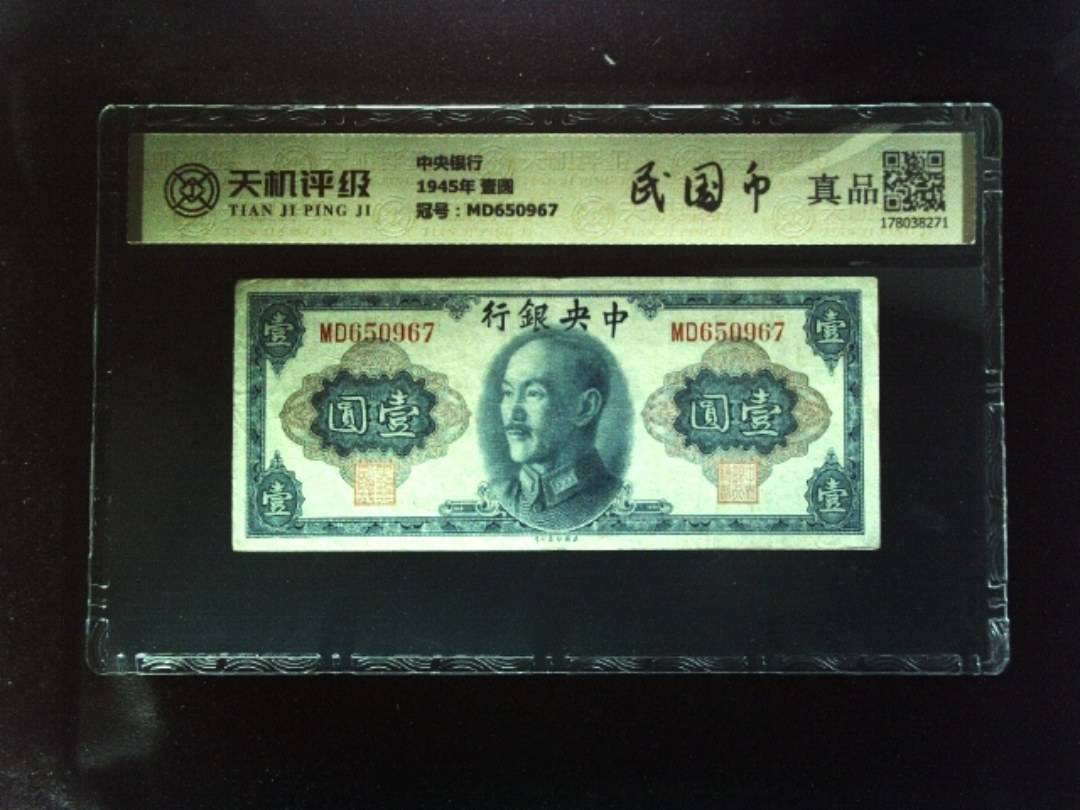 天机评级
TIAN JI PING JI
中央银行
1945年 壹圆
冠号：MD650967
民国币
真品
178038271
行銀央中
MD650967
MD650967
壹
壹
圓壹
圓壹
壹
壹